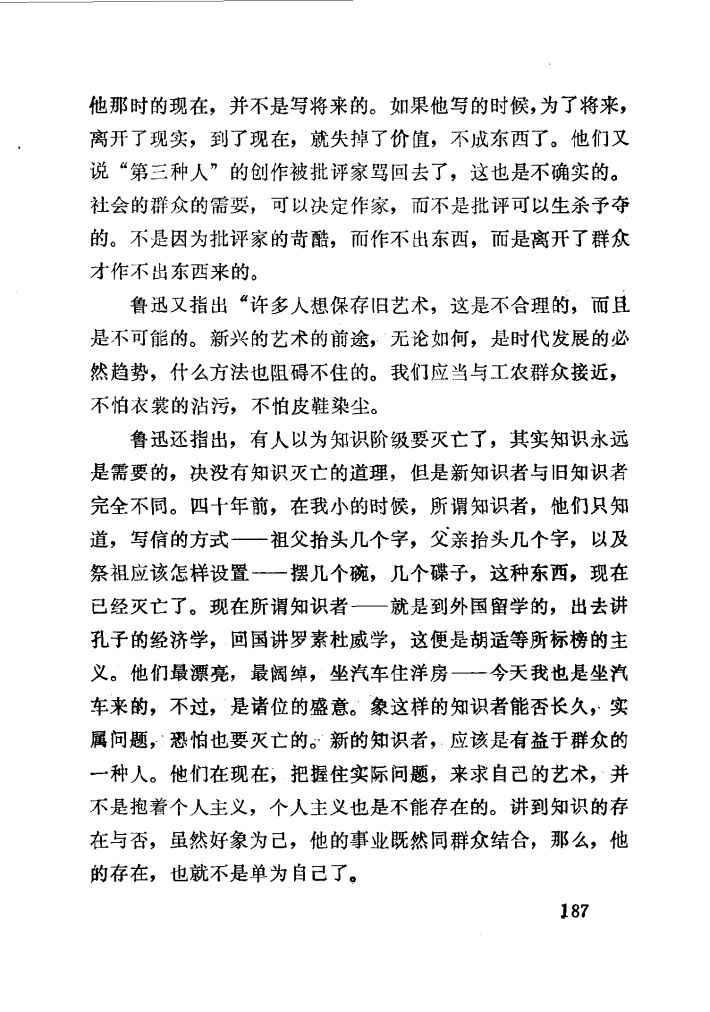 他那时的现在，并不是写将来的。如果他写的时候，为了将来，
离开了现实，到了现在，就失掉了价值，不成东西了。他们又
说“第三种人”的创作被批评家骂回去了，这也是不确实的。
社会的群众的需要，可以决定作家，而不是批评可以生杀予夺
的。不是因为批评家的苛酷，而作不出东西，而是离开了群众
才作不出东西来的。
鲁迅又指出“许多人想保存旧艺术，这是不合理的，而且
是不可能的。新兴的艺术的前途，无论如何，是时代发展的必
然趋势，什么方法也阻碍不住的。我们应当与工农群众接近，
不怕衣裳的沾污，不怕皮鞋染尘。
鲁迅还指出，有人以为知识阶级要灭亡了，其实知识永远
是需要的，决没有知识灭亡的道理，但是新知识者与旧知识者
完全不同。四十年前，在我小的时候，所谓知识者，他们只知
道，写信的方式——祖父抬头几个字，父亲抬头几个字，以及
祭祖应该怎样设置——摆几个碗，几个碟子，这种东西，现在
已经灭亡了。现在所谓知识者——就是到外国留学的，出去讲
孔子的经济学，回国讲罗素杜威学，这便是胡适等所标榜的主
义。他们最漂亮，最阔绰，坐汽车住洋房——今天我也是坐汽
车来的，不过，是诸位的盛意。象这样的知识者能否长久，实
属问题，恐怕也要灭亡的。新的知识者，应该是有益于群众的
一种人。他们在现在，把握住实际问题，来求自己的艺术，并
不是抱着个人主义，个人主义也是不能存在的。讲到知识的存
在与否，虽然好象为己，他的事业既然同群众结合，那么，他
的存在，也就不是单为自己了。
187